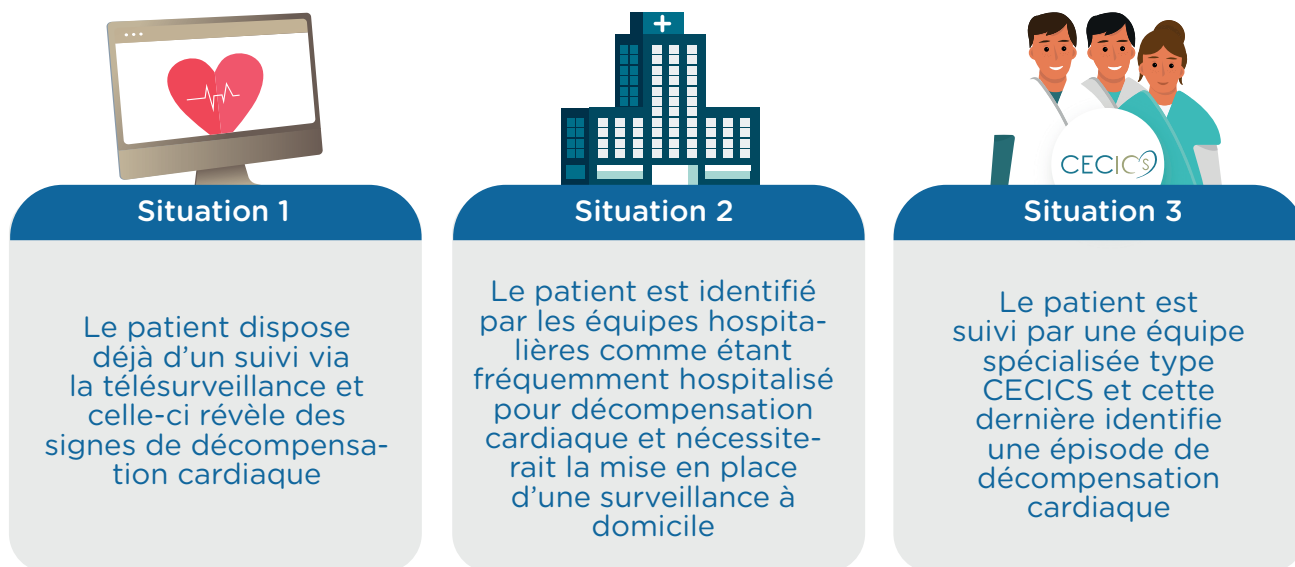 CECICS
Situation 1
Situation 2
Situation 3
Le patient dispose
déjà d'un suivi via
la télésurveillance et
celle-ci révèle des
signes de décompensa-
tion cardiaque
Le patient est identifié
par les équipes hospita-
lières comme étant
fréquemment hospitalisé
pour décompensation
cardiaque et nécessite-
rait la mise en place
d'une surveillance à
domicile
Le patient est
suivi par une équipe
spécialisée type
CECICS et cette
dernière identifie
une épisode de
décompensation
cardiaque